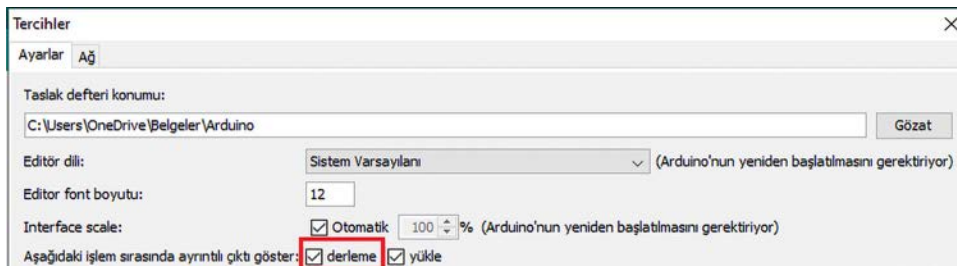 Tercihler
Ayarlar Ağ
Taslak defteri konumu:
C:\Users\OneDrive\Belgeler\Arduino Gözat
Editör dili: Sistem Varsayılanı (Arduino'nun yeniden başlatılmasını gerektiriyor)
Editor font boyutu: 12
Interface scale: Otomatik 100 % (Arduino'nun yeniden başlatılmasını gerektiriyor)
Aşağıdaki işlem sırasında ayrıntılı çıktı göster: derleme yükle